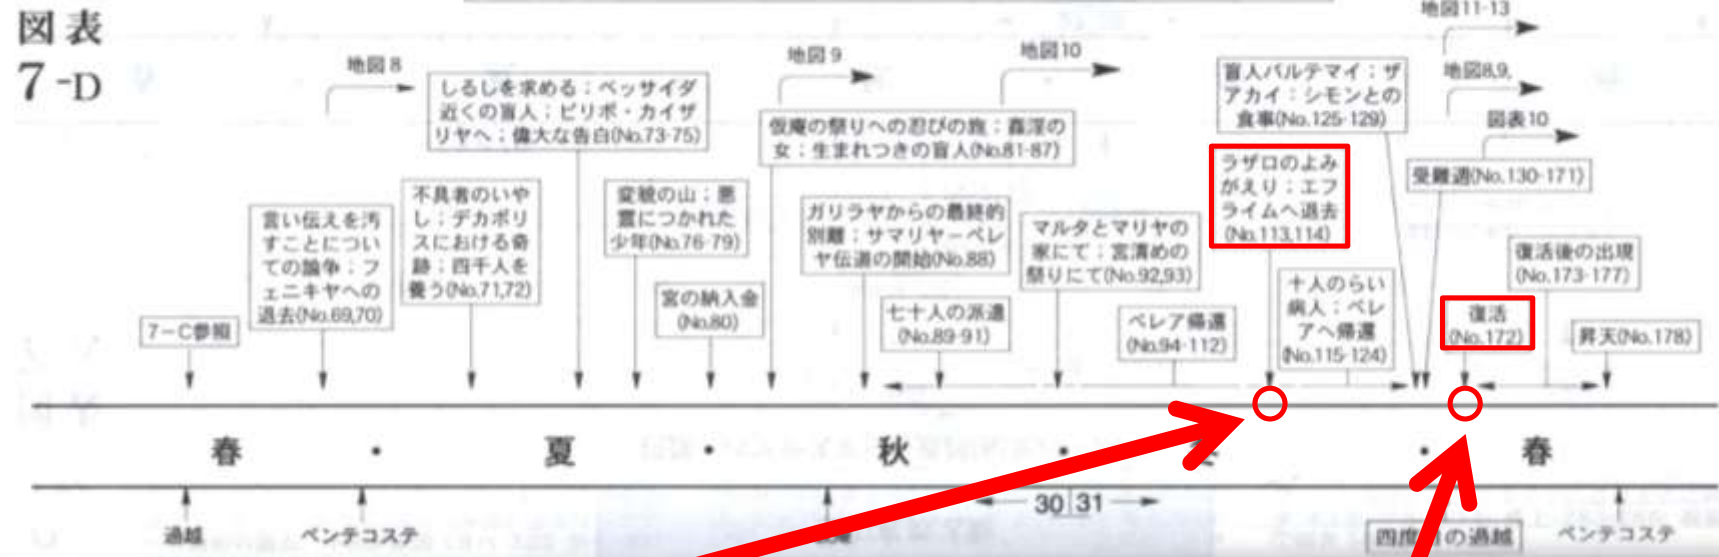 図表
7-D
地図8
しるしを求める：ベッサイダ
近くの盲人：ピリポ・カイザ
リヤへ：偉大な告白(No.73-75)
地図9
地図10
仮庵の祭りへの忍びの旅：姦淫の
女：生まれつきの盲人(No.81-87)
盲人バルテマイ：ザ
アカイ：シモンとの
食事(No.125-129)
地図11-13
地図8,9,
図表10
受難週(No.130-171)
言い伝えを汚
すことについ
ての論争：フ
ェニキヤへの
退去(No.69,70)
不具者のいや
し：デカポリ
スにおける奇
跡：四千人を
養う(No.71,72)
変貌の山：悪
霊につかれた
少年(No.76-79)
宮の納入金
(No.80)
ガリラヤからの最終的
別離：サマリヤーペレ
ヤ伝道の開始(No.88)
七十人の派遣
(No.89-91)
マルタとマリヤの
家にて：宮清めの
祭りにて(No.92,93)
ペレア帰還
(No.94-112)
ラザロのよみ
がえり：エフ
ライムへ退去
(No.113,114)
十人のらい
病人：ペレ
アへ帰還
(No.115-124)
復活
(No.172)
復活後の出現
(No.173-177)
昇天(No.178)
7-C参照
春・夏・秋・・春
30 31
過越
ペンテコステ
四度目の過越
ペンテコステ